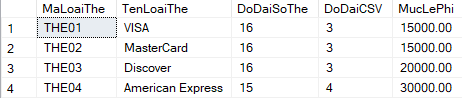 MaLoaiThe TenLoaiThe DoDaiSoThe DoDaiCSV MucLePhi
1 THE01 VISA 16 3 15000.00
2 THE02 MasterCard 16 3 15000.00
3 THE03 Discover 16 3 20000.00
4 THE04 American Express 15 4 30000.00